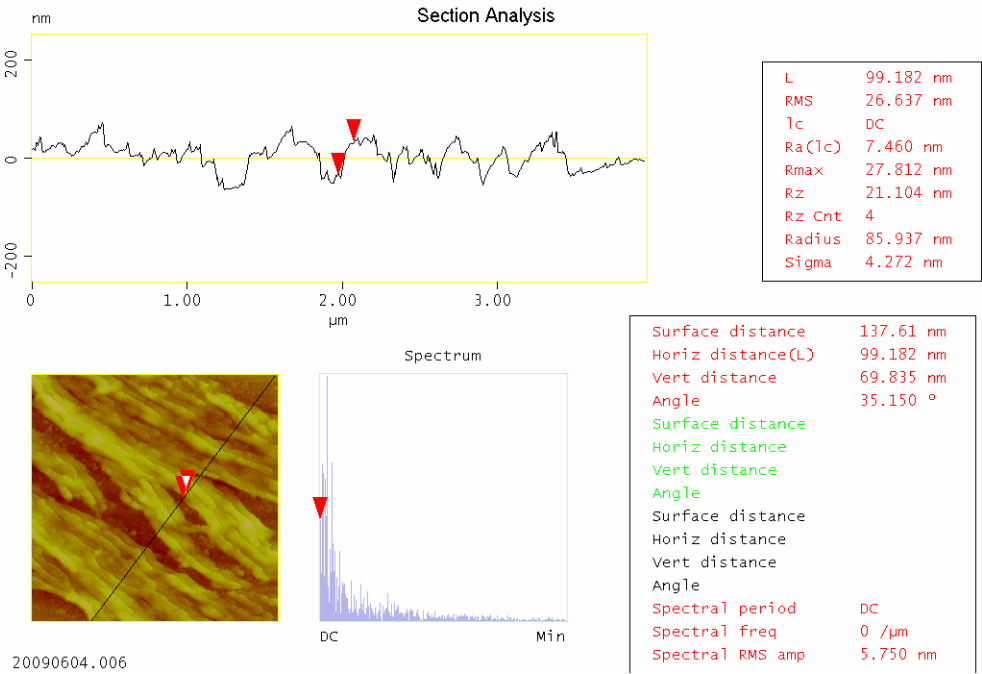 Section Analysis
nm
200
0
-200
0 1.00 2.00 3.00
µm
L 99.182 nm
RMS 26.637 nm
lc DC
Ra(lc) 7.460 nm
Rmax 27.812 nm
Rz 21.104 nm
Rz Cnt 4
Radius 85.937 nm
Sigma 4.272 nm
Spectrum
DC Min
Surface distance 137.61 nm
Horiz distance(L) 99.182 nm
Vert distance 69.835 nm
Angle 35.150 º
Surface distance
Horiz distance
Vert distance
Angle
Surface distance
Horiz distance
Vert distance
Angle
Spectral period DC
Spectral freq 0 /µm
Spectral RMS amp 5.750 nm
20090604.006